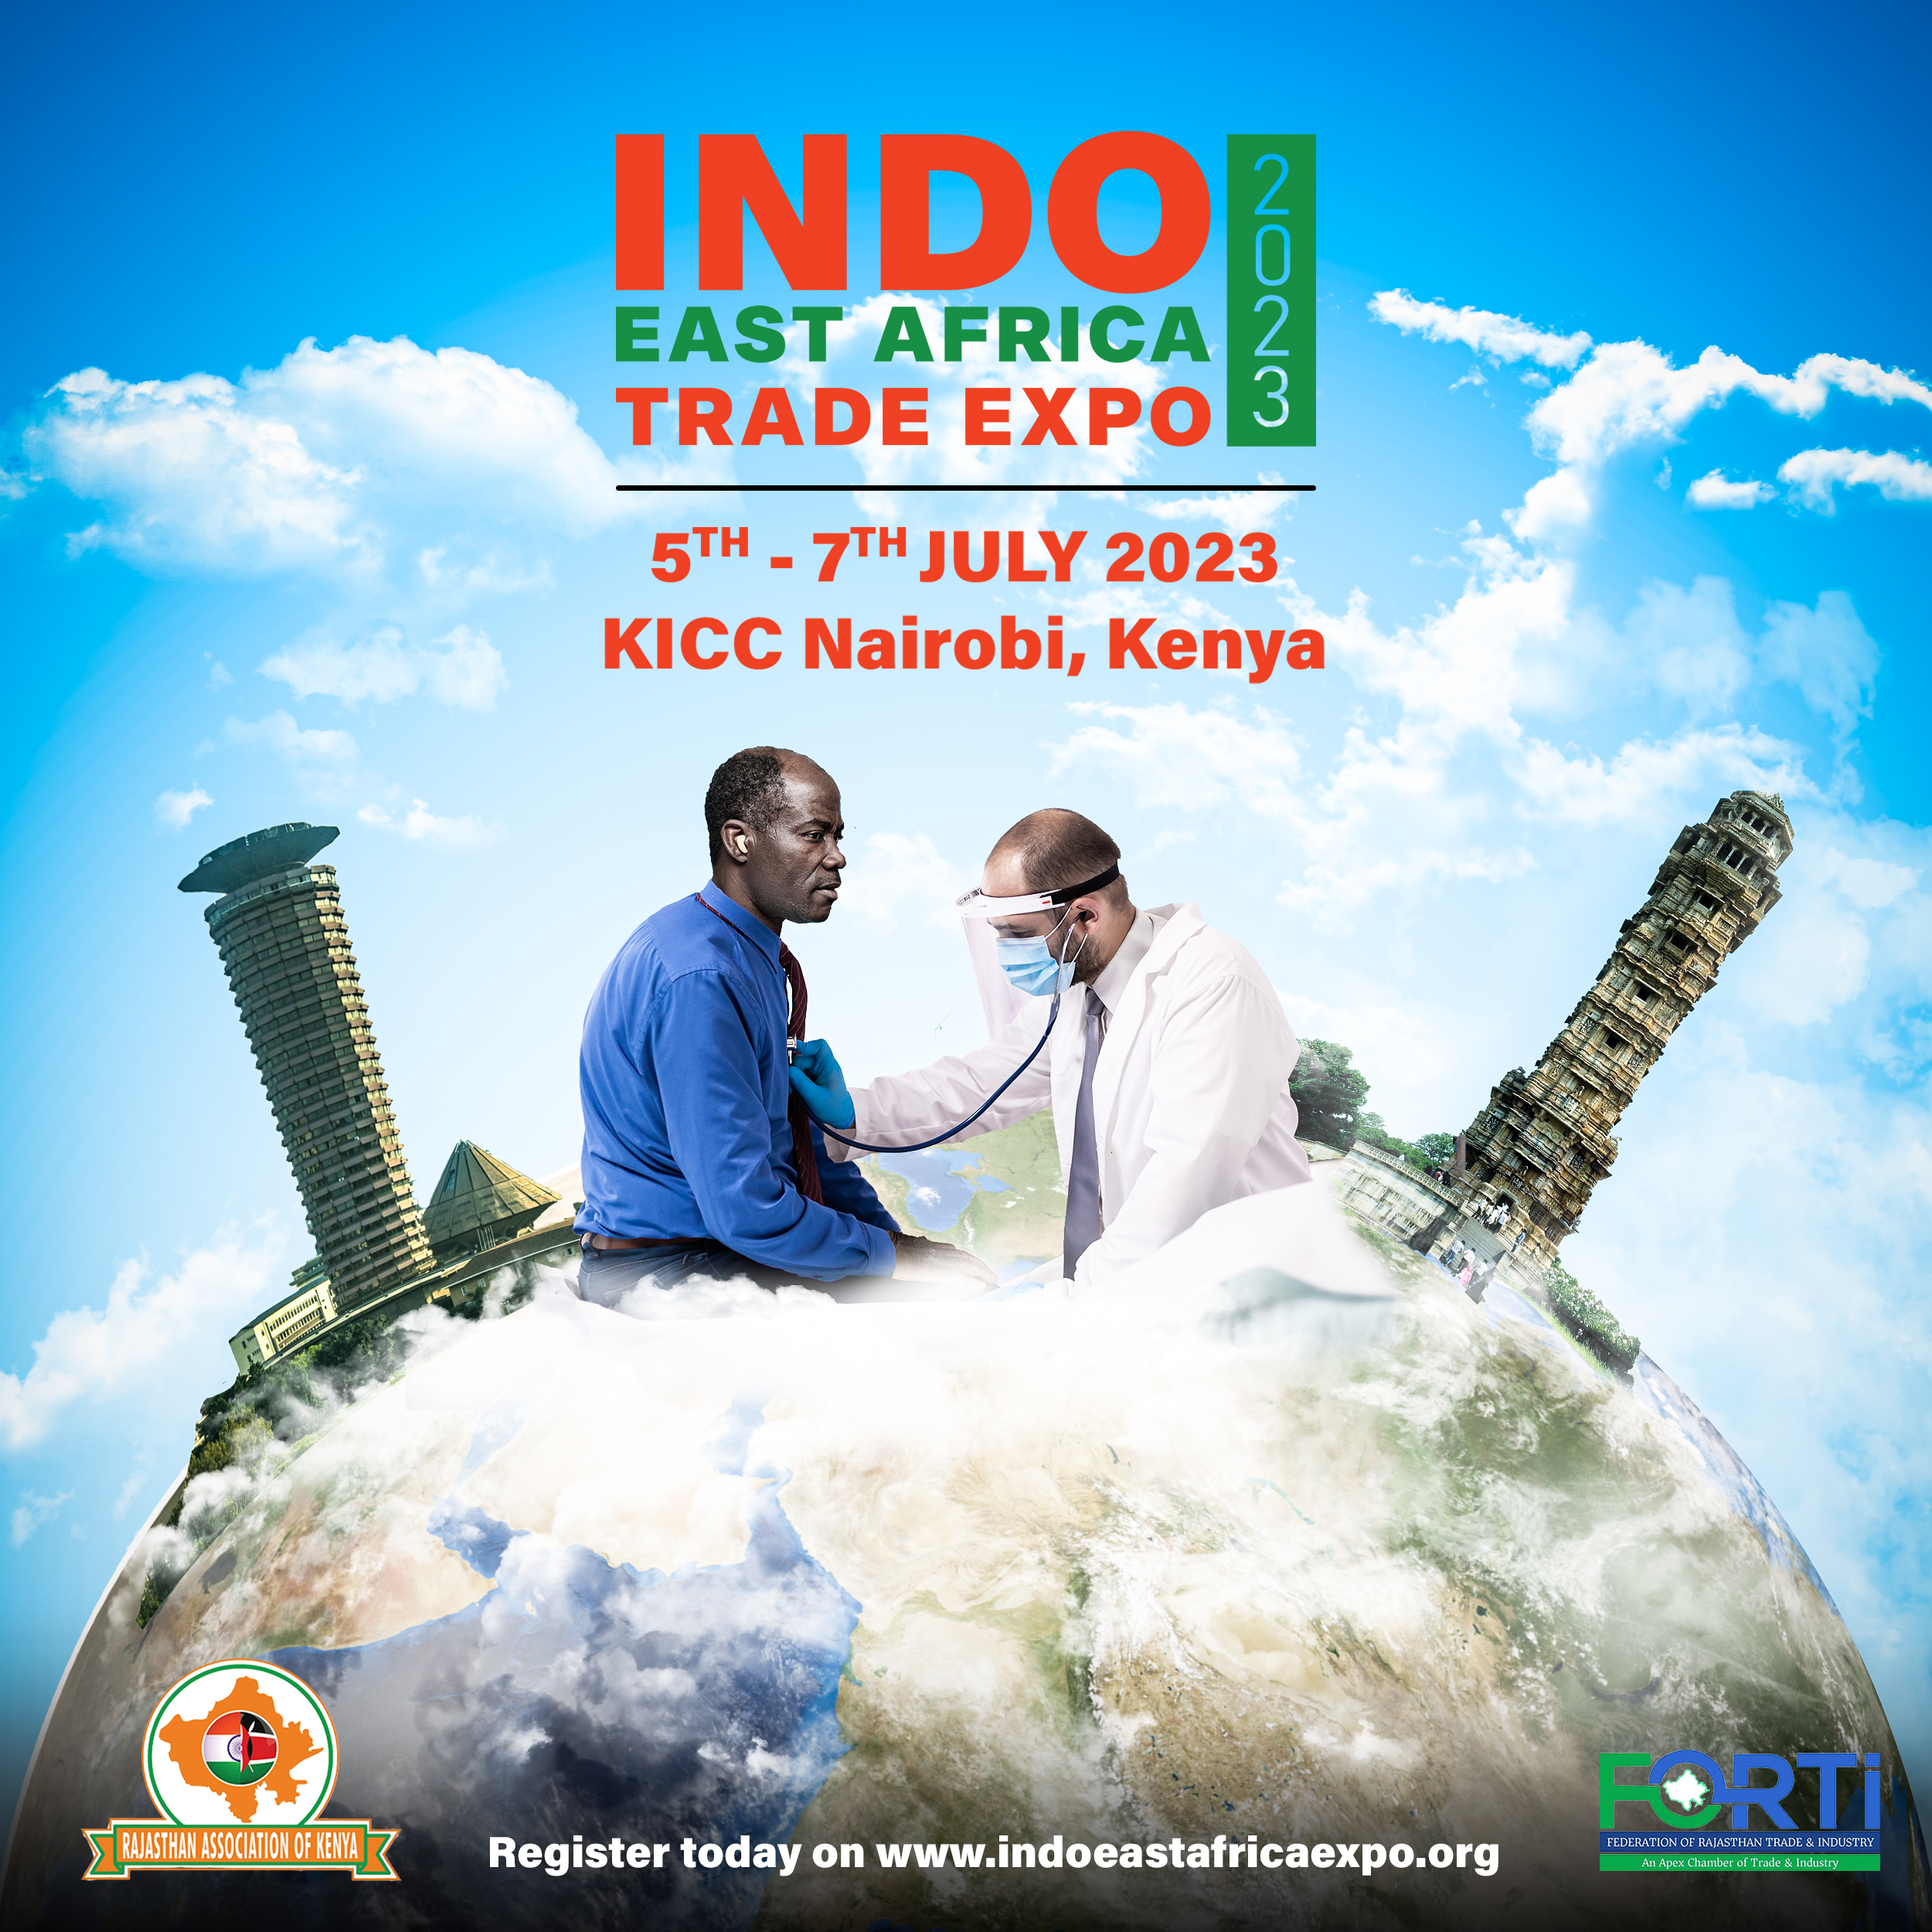 INDO
EAST AFRICA
TRADE EXPO
2023
5TH - 7TH JULY 2023
KICC Nairobi, Kenya
RAJASTHAN ASSOCIATION OF KENYA
Register today on www.indoeastafricaexpo.org
FORTi
FEDERATION OF RAJASTHAN TRADE & INDUSTRY
An Apex Chamber of Trade & Industry